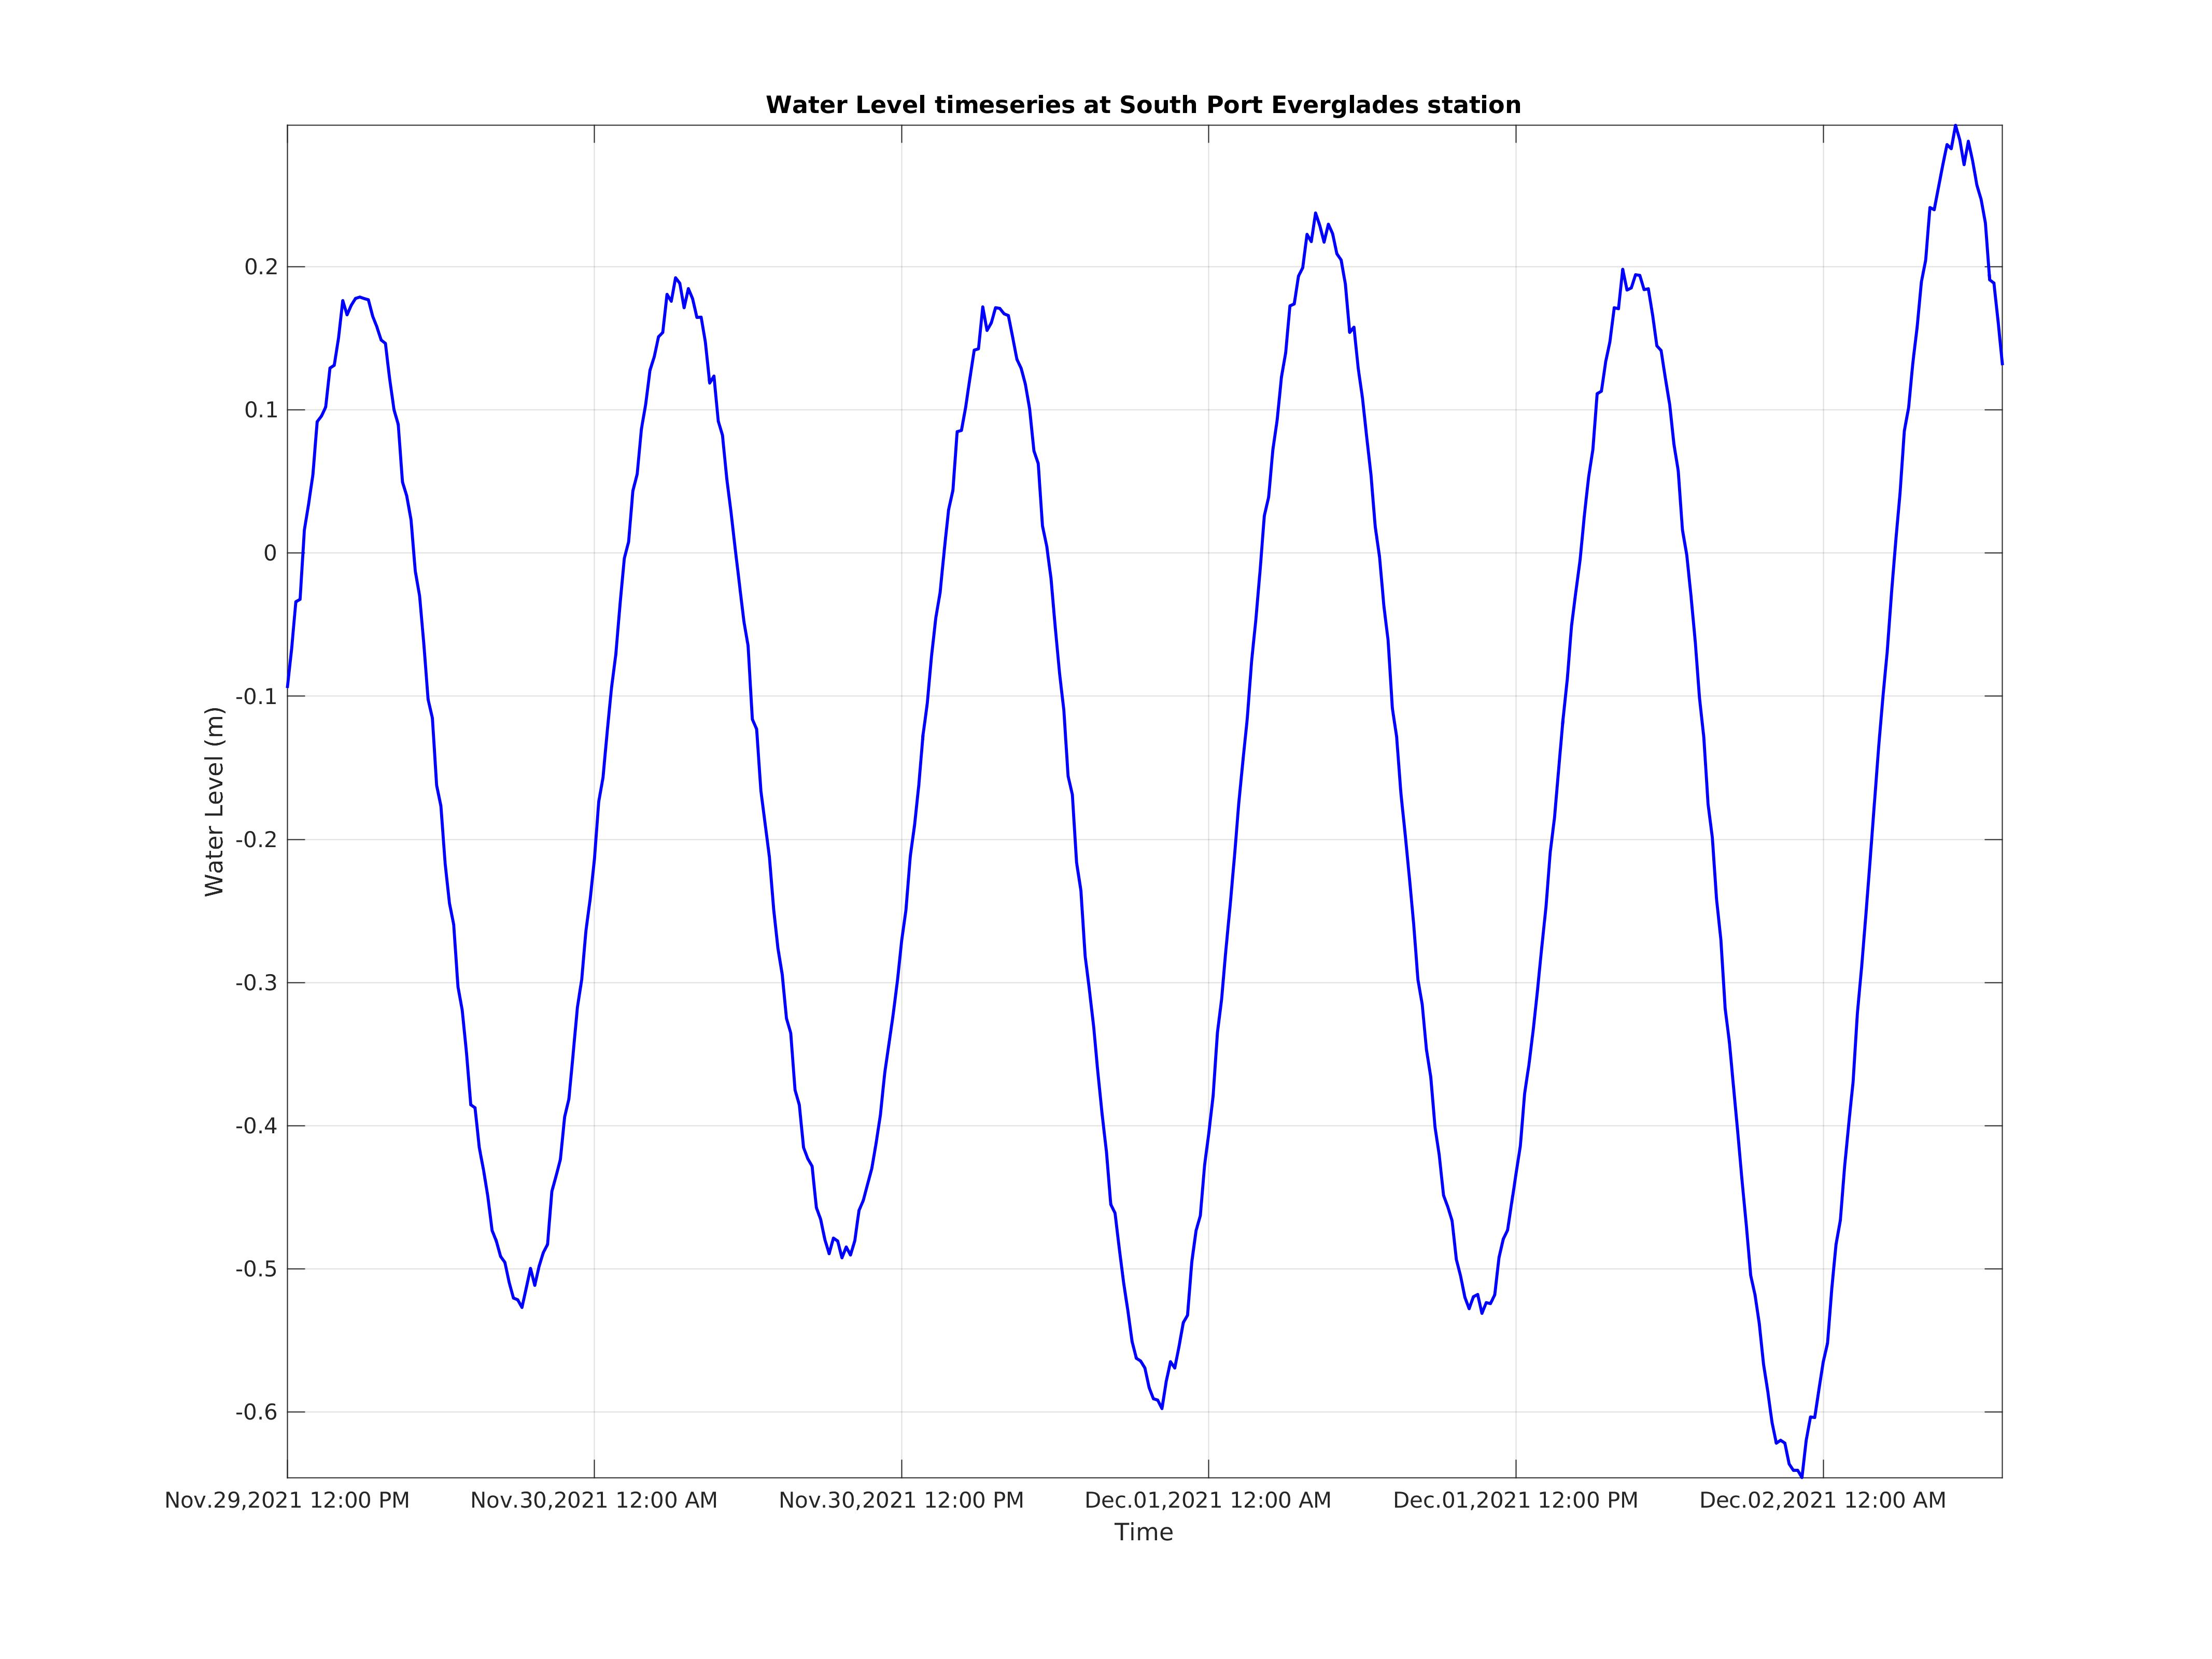 Water Level timeseries at South Port Everglades station
0.2
0.1
0
-0.1
-0.2
-0.3
-0.4
-0.5
-0.6
Water Level (m)
Nov.29,2021 12:00 PM Nov.30,2021 12:00 AM Nov.30,2021 12:00 PM Dec.01,2021 12:00 AM Dec.01,2021 12:00 PM Dec.02,2021 12:00 AM
Time